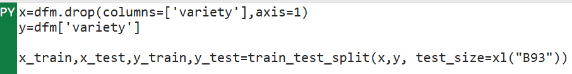 PY x=dfm.drop(columns=['variety'],axis=1)
y=dfm['variety']
x_train,x_test,y_train,y_test=train_test_split(x,y, test_size=xl("B93"))